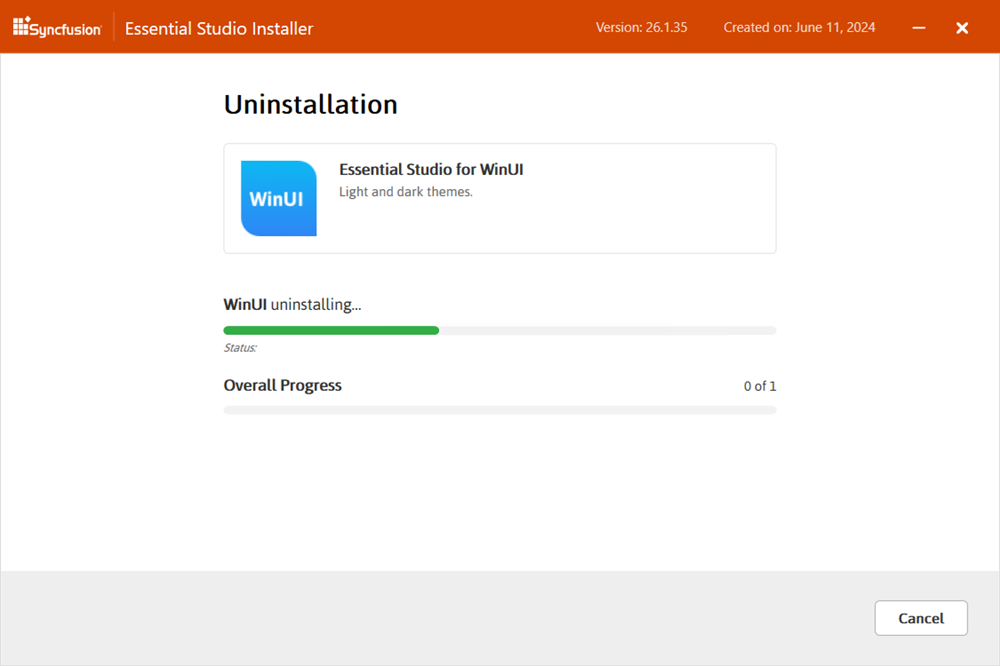 Syncfusion
Essential Studio Installer
Version: 26.1.35
Created on: June 11, 2024
Uninstallation
WinUI
Essential Studio for WinUI
Light and dark themes.
WinUI uninstalling...
Status:
Overall Progress
0 of 1
Cancel